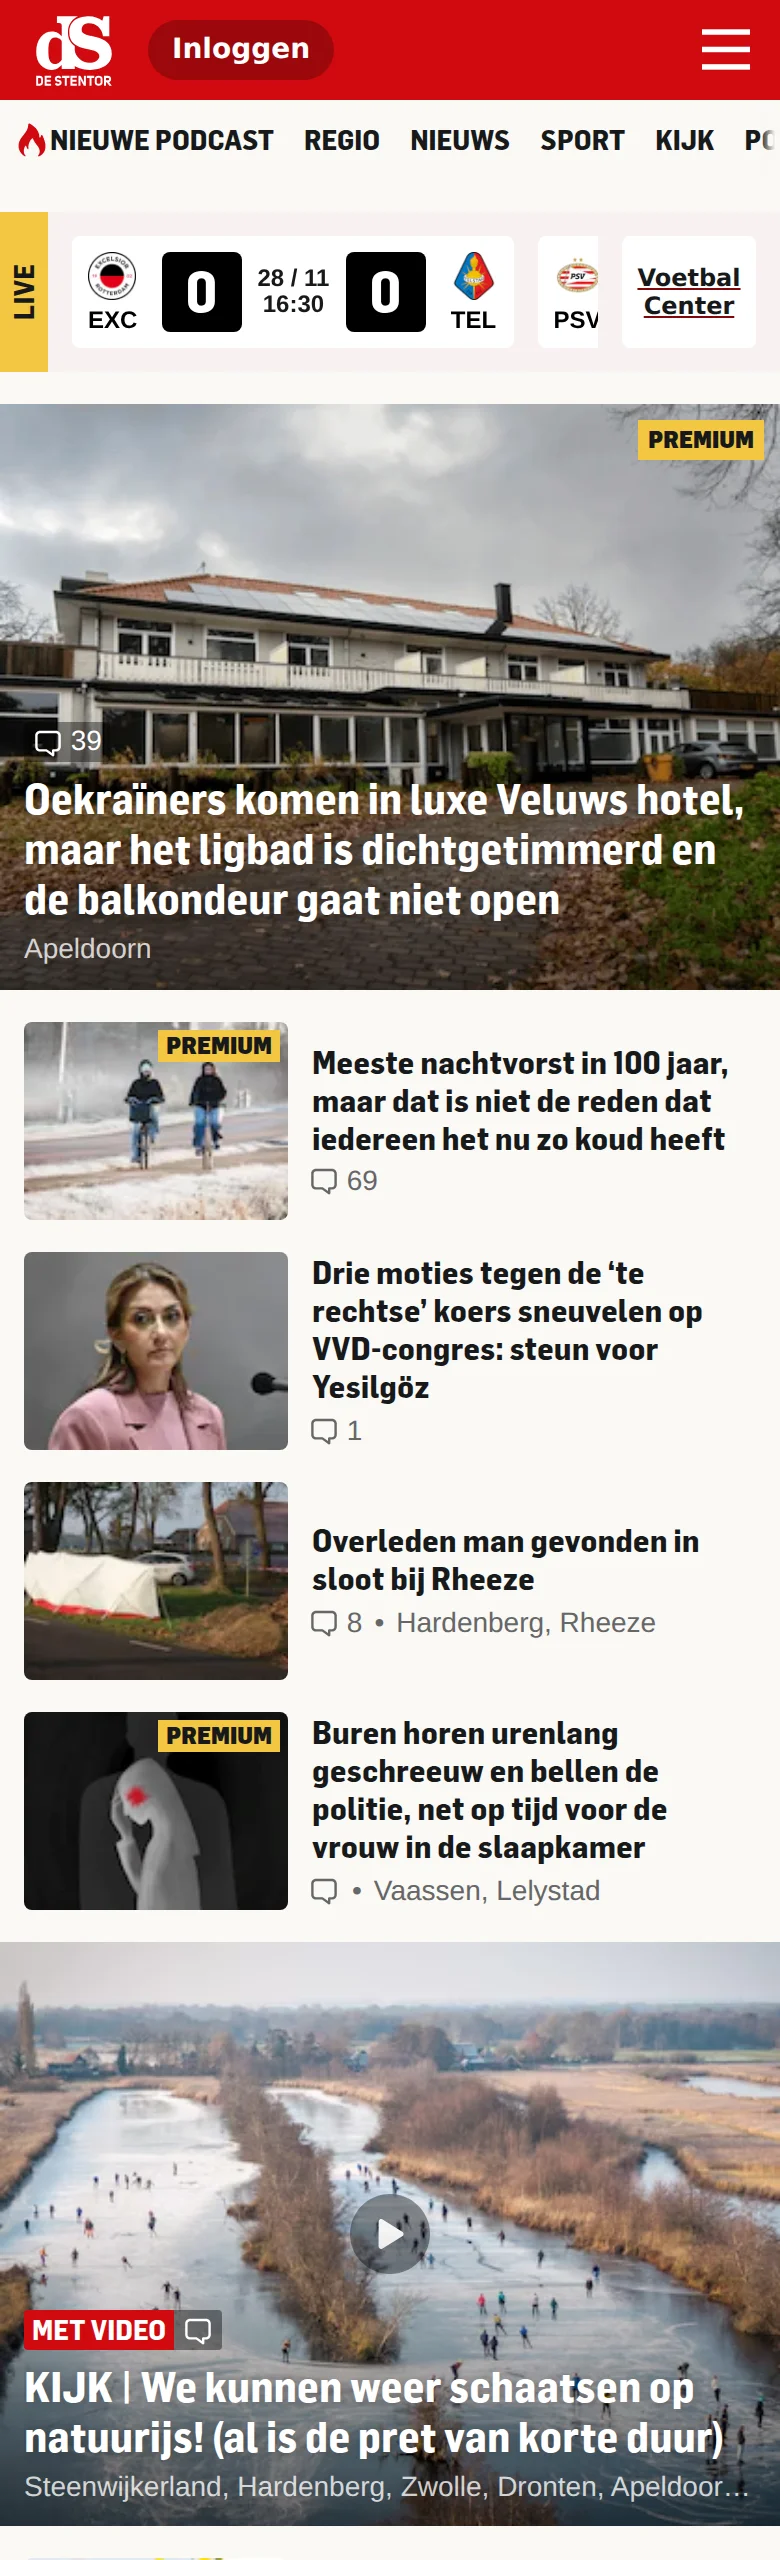 dS
DE STENTOR
Inloggen
NIEUWE PODCAST REGIO NIEUWS SPORT KIJK
LIVE
EXCELSIOR
ROTTERDAM
EXC
0
28 / 11
16:30
0
TEL
PSV
PSV
Voetbal
Center
PREMIUM
39
Oekraïners komen in luxe Veluws hotel,
maar het ligbad is dichtgetimmerd en
de balkondeur gaat niet open
Apeldoorn
PREMIUM
Meeste nachtvorst in 100 jaar,
maar dat is niet de reden dat
iedereen het nu zo koud heeft
69
Drie moties tegen de ‘te
rechtse’ koers sneuvelen op
VVD-congres: steun voor
Yesilgöz
1
Overleden man gevonden in
sloot bij Rheeze
8 • Hardenberg, Rheeze
PREMIUM
Buren horen urenlang
geschreeuw en bellen de
politie, net op tijd voor de
vrouw in de slaapkamer
• Vaassen, Lelystad
MET VIDEO
KIJK | We kunnen weer schaatsen op
natuurijs! (al is de pret van korte duur)
Steenwijkerland, Hardenberg, Zwolle, Dronten, Apeldoor…